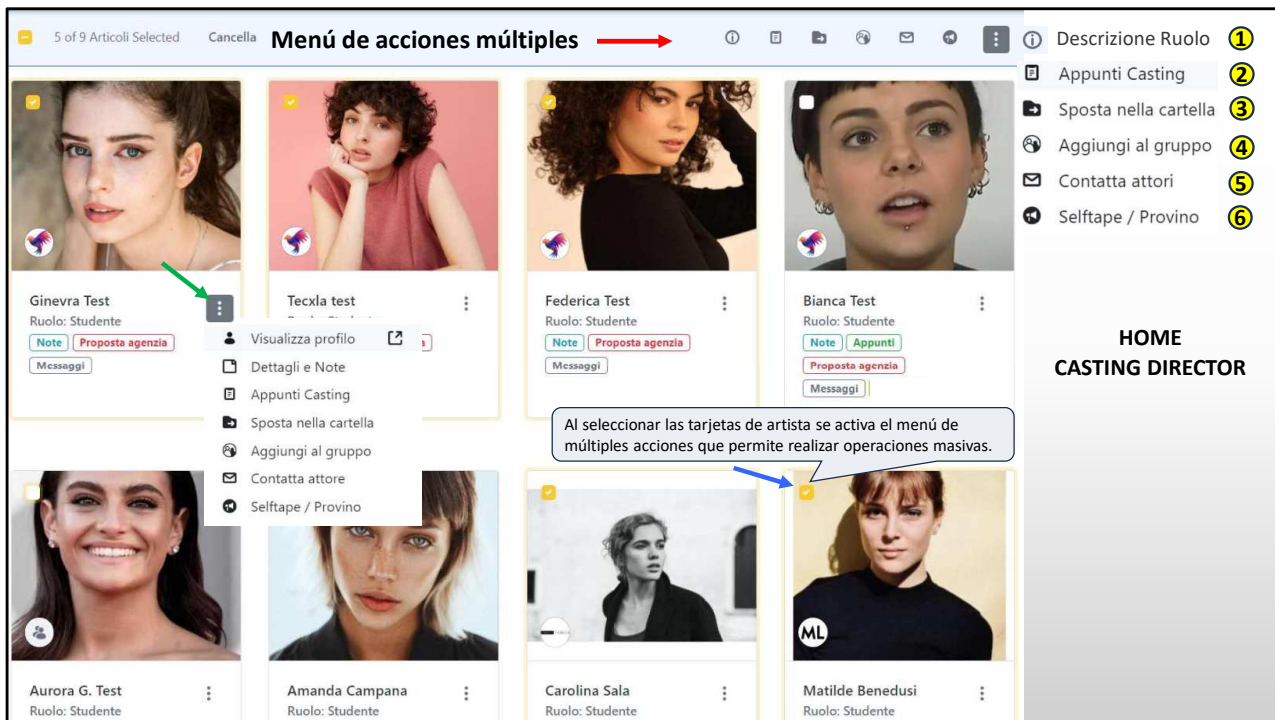 5 of 9 Articoli Selected
Cancella
Menú de acciones múltiples
Descrizione Ruolo 1
Appunti Casting 2
Sposta nella cartella 3
Aggiungi al gruppo 4
Contatta attori 5
Selftape / Provino 6
HOME
CASTING DIRECTOR
Ginevra Test
Ruolo: Studente
Note Proposta agenzia
Messaggi
Visualizza profilo
Dettagli e Note
Appunti Casting
Sposta nella cartella
Aggiungi al gruppo
Contatta attore
Selftape / Provino
Tecxla test
Federica Test
Ruolo: Studente
Note Proposta agenzia
Messaggi
Bianca Test
Ruolo: Studente
Note Appunti
Proposta agenzia
Messaggi
Al seleccionar las tarjetas de artista se activa el menú de
múltiples acciones que permite realizar operaciones masivas.
ML
Aurora G. Test
Ruolo: Studente
Amanda Campana
Ruolo: Studente
Carolina Sala
Ruolo: Studente
Matilde Benedusi
Ruolo: Studente